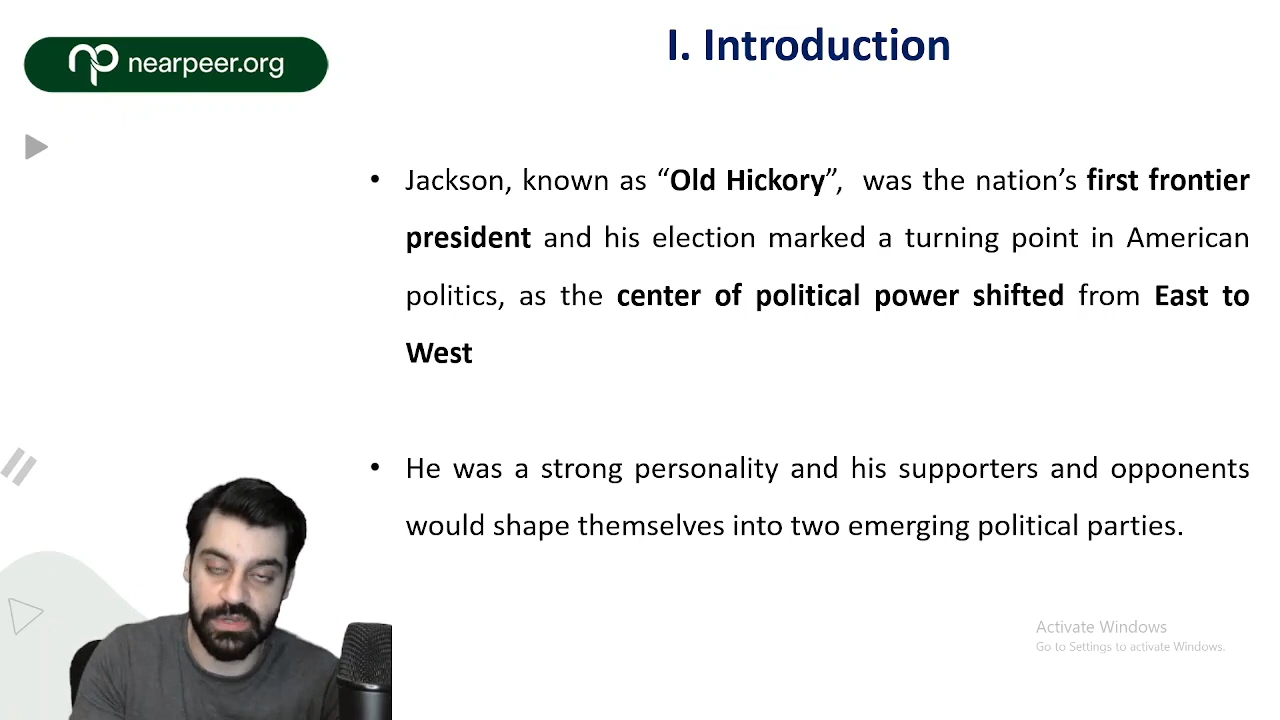 np nearpeer.org
I. Introduction
• Jackson, known as “Old Hickory”, was the nation’s first frontier
president and his election marked a turning point in American
politics, as the center of political power shifted from East to
West
• He was a strong personality and his supporters and opponents
would shape themselves into two emerging political parties.
Activate Windows
Go to Settings to activate Windows.